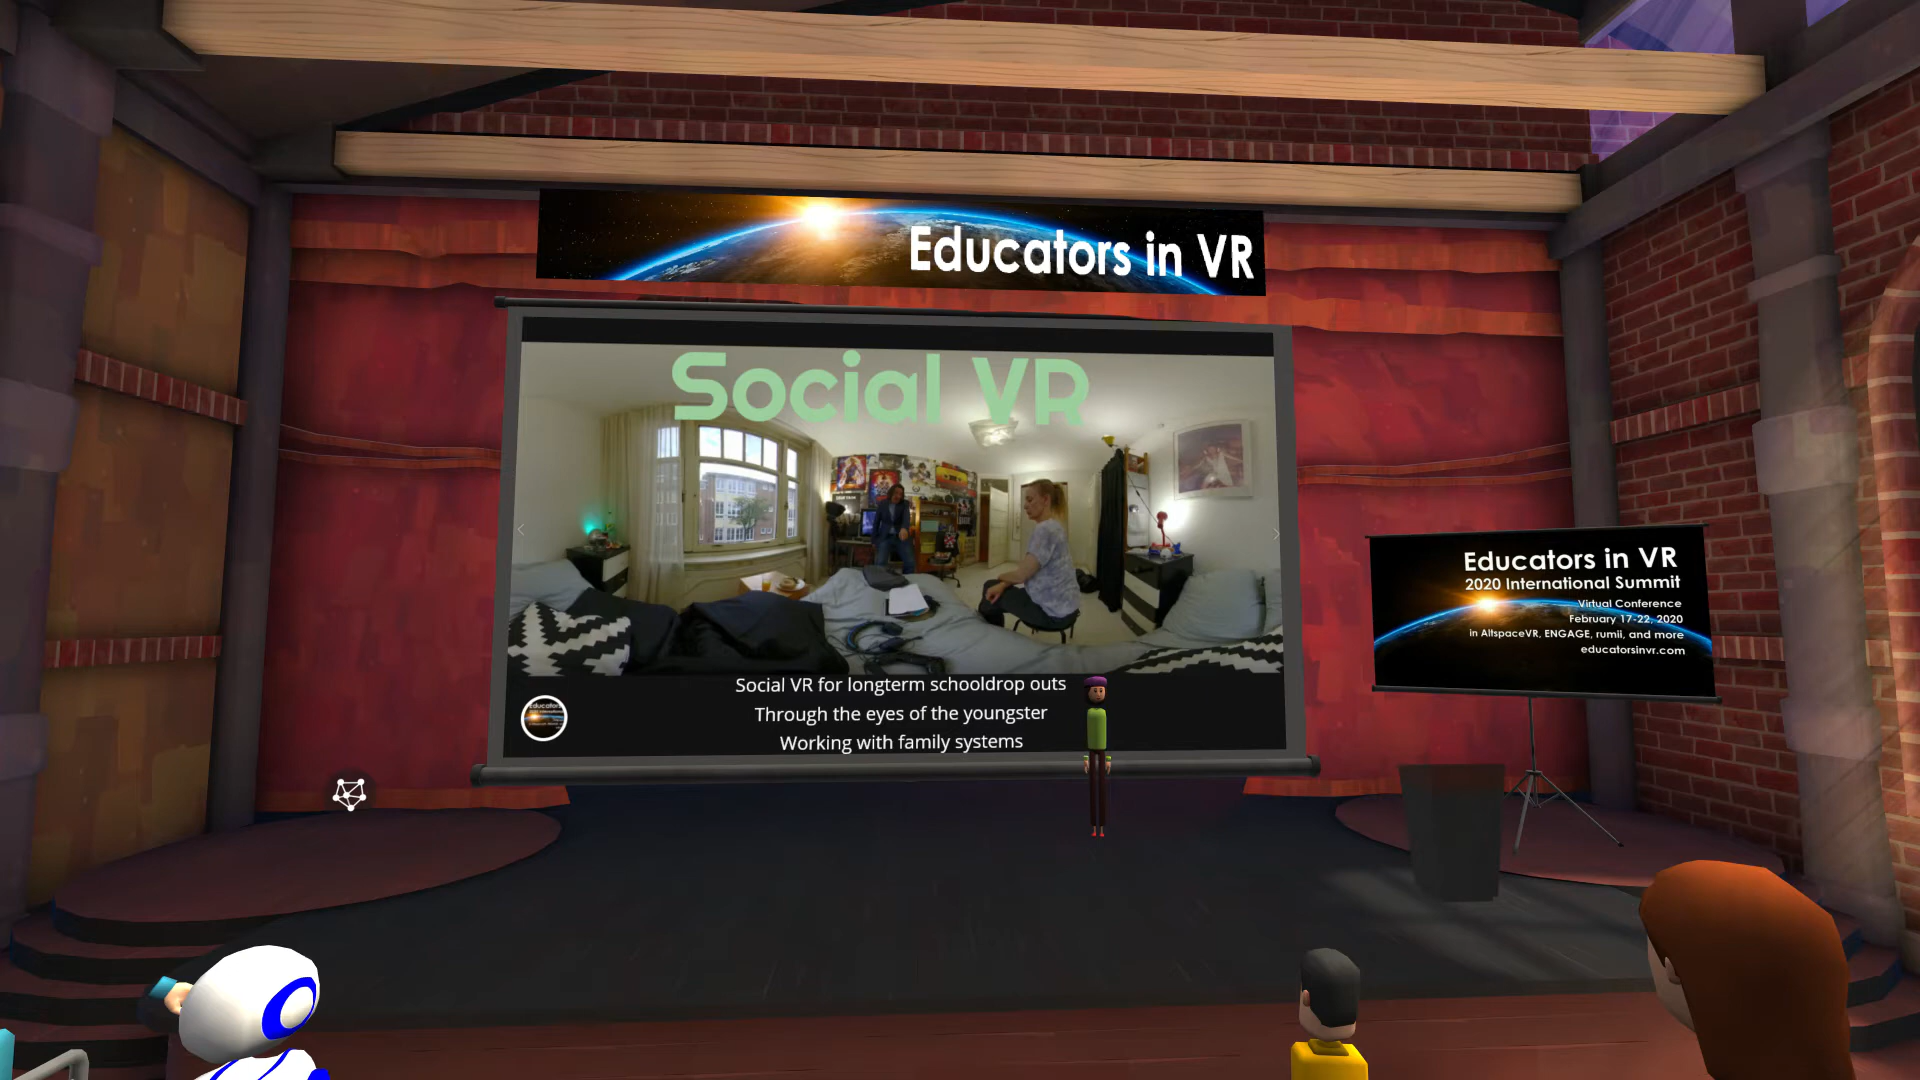 Educators in VR
Social VR
Social VR for longterm schooldrop outs
Through the eyes of the youngster
Working with family systems
Educators in VR
2020 International Summit
Virtual Conference
February 17-22, 2020
in AltspaceVR, ENGAGE, rumii, and more
educatorsinvr.com